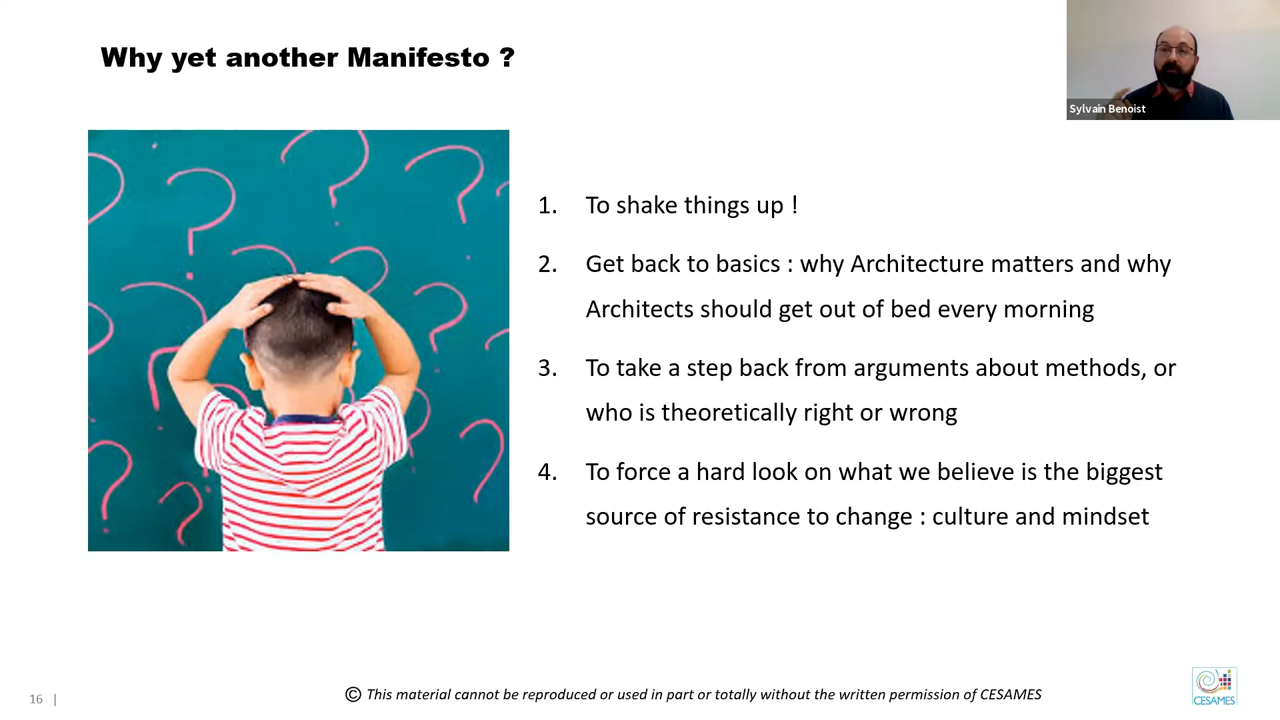 Why yet another Manifesto ?
Sylvain Benoist
1. To shake things up !
2. Get back to basics : why Architecture matters and why
Architects should get out of bed every morning
3. To take a step back from arguments about methods, or
who is theoretically right or wrong
4. To force a hard look on what we believe is the biggest
source of resistance to change : culture and mindset
16 |
© This material cannot be reproduced or used in part or totally without the written permission of CESAMES
CESAMES